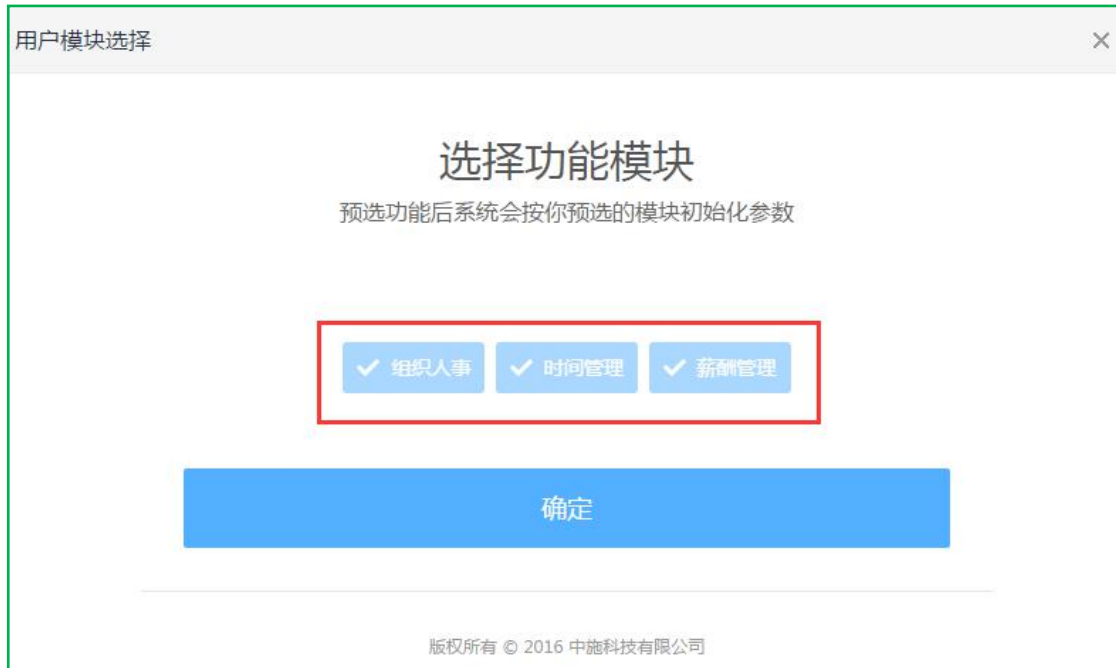 用户模块选择
选择功能模块
预选功能后系统会按你预选的模块初始化参数
组织人事 时间管理 薪酬管理
确定
版权所有 © 2016 中施科技有限公司